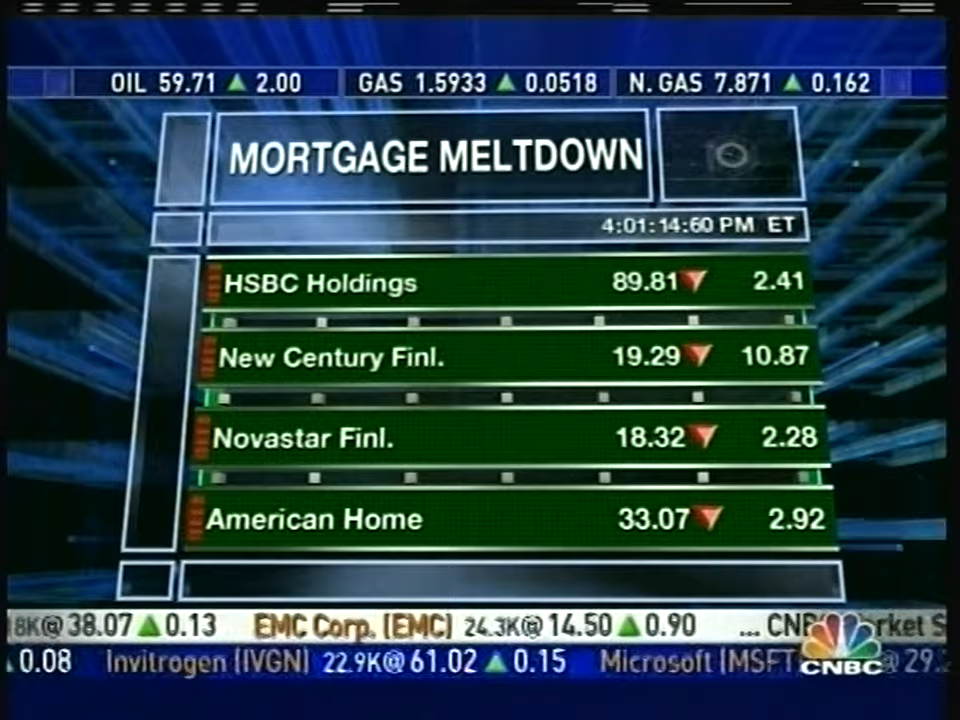 OIL 59.71 ▲ 2.00 GAS 1.5933 ▲ 0.0518 N. GAS 7.871 ▲ 0.162
MORTGAGE MELTDOWN
4:01:14:60 PM ET
HSBC Holdings 89.81 ▼ 2.41
New Century Finl. 19.29 ▼ 10.87
Novastar Finl. 18.32 ▼ 2.28
American Home 33.07 ▼ 2.92
8K@ 38.07 ▲ 0.13 EMC Corp. (EMC) 24.3K@ 14.50 ▲ 0.90 ...
▲ 0.08 Invitrogen (IVGN) 22.9K@ 61.02 ▲ 0.15 Microsoft (MSFT
CNBC